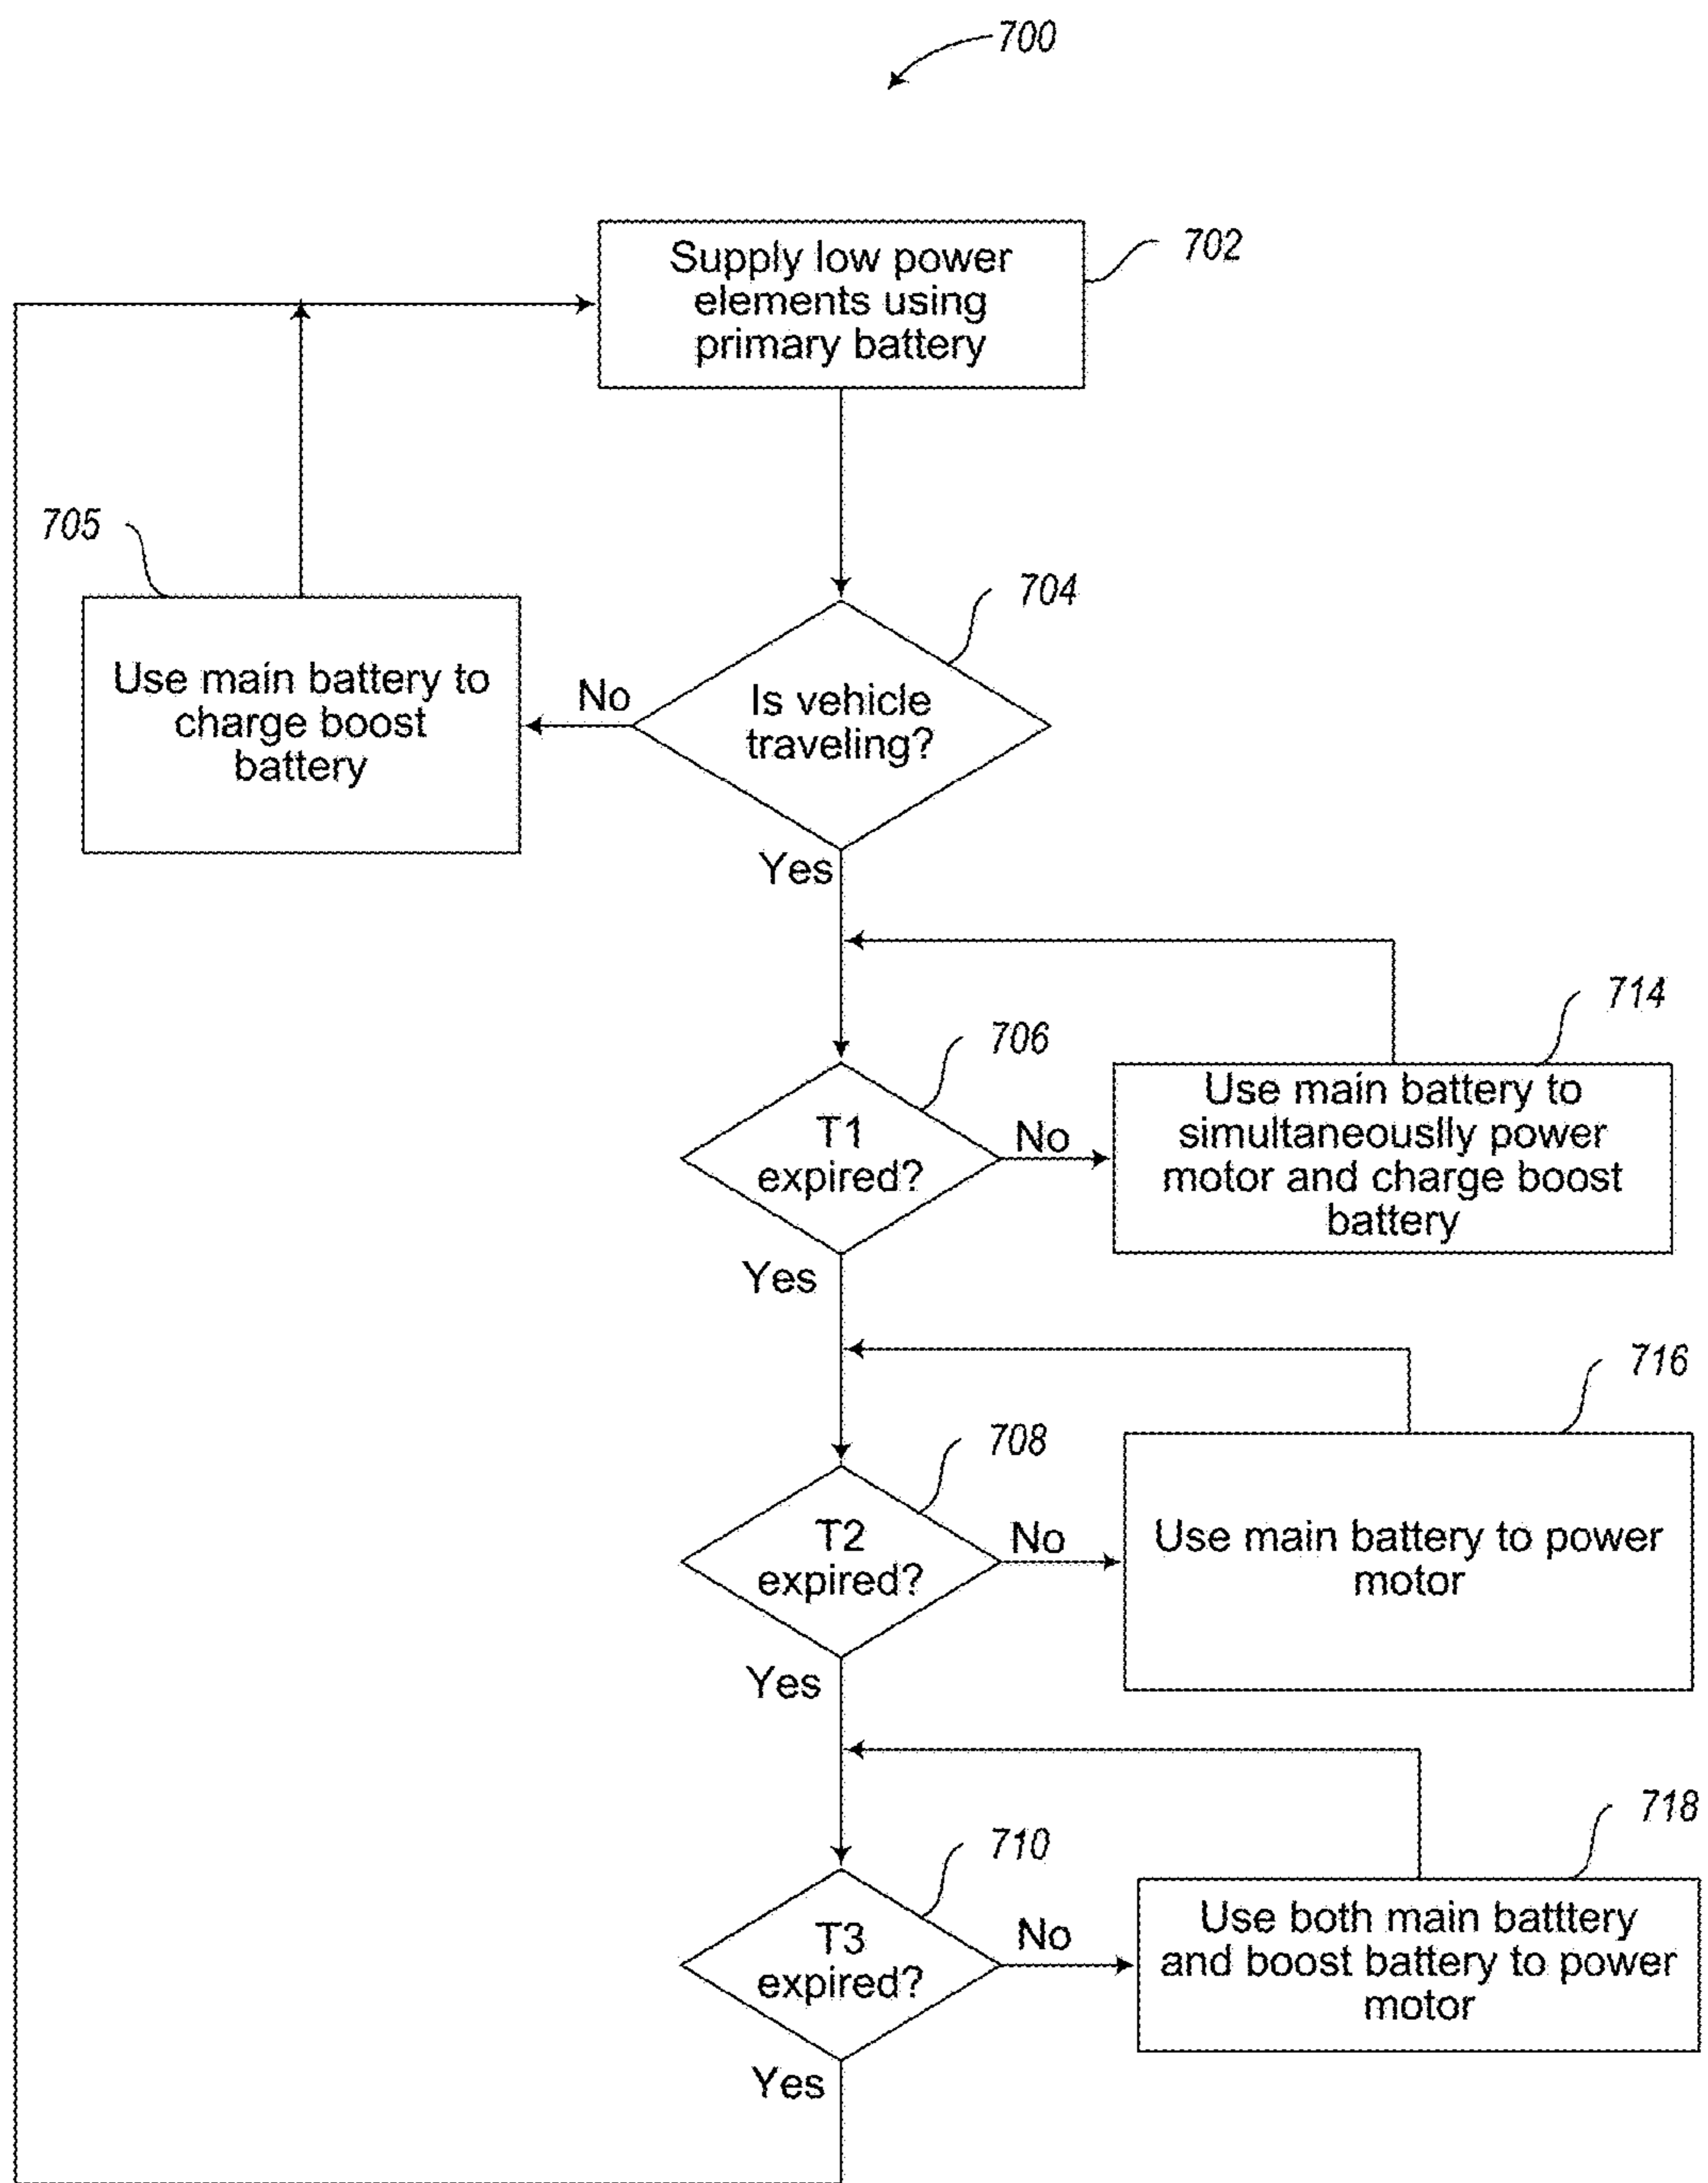 700
Supply low power
elements using
primary battery
702
705
704
Use main battery to
charge boost
battery
No
Is vehicle
traveling?
Yes
714
706
T1
expired?
No
Use main battery to
simultaneouslly power
motor and charge boost
battery
Yes
716
708
T2
expired?
No
Use main battery to power
motor
Yes
718
710
T3
expired?
No
Use both main batttery
and boost battery to power
motor
Yes